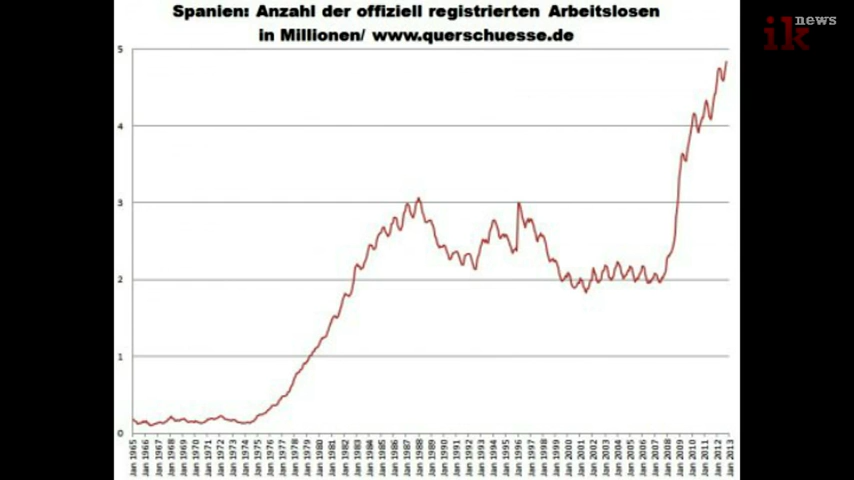 Spanien: Anzahl der offiziell registrierten Arbeitslosen
in Millionen/ www.querschuesse.de
ik news
5
4
3
2
1
0
Jan 1965
Jan 1966
Jan 1967
Jan 1968
Jan 1969
Jan 1970
Jan 1971
Jan 1972
Jan 1973
Jan 1974
Jan 1975
Jan 1976
Jan 1977
Jan 1978
Jan 1979
Jan 1980
Jan 1981
Jan 1982
Jan 1983
Jan 1984
Jan 1985
Jan 1986
Jan 1987
Jan 1988
Jan 1989
Jan 1990
Jan 1991
Jan 1992
Jan 1993
Jan 1994
Jan 1995
Jan 1996
Jan 1997
Jan 1998
Jan 1999
Jan 2000
Jan 2001
Jan 2002
Jan 2003
Jan 2004
Jan 2005
Jan 2006
Jan 2007
Jan 2008
Jan 2009
Jan 2010
Jan 2011
Jan 2012
Jan 2013